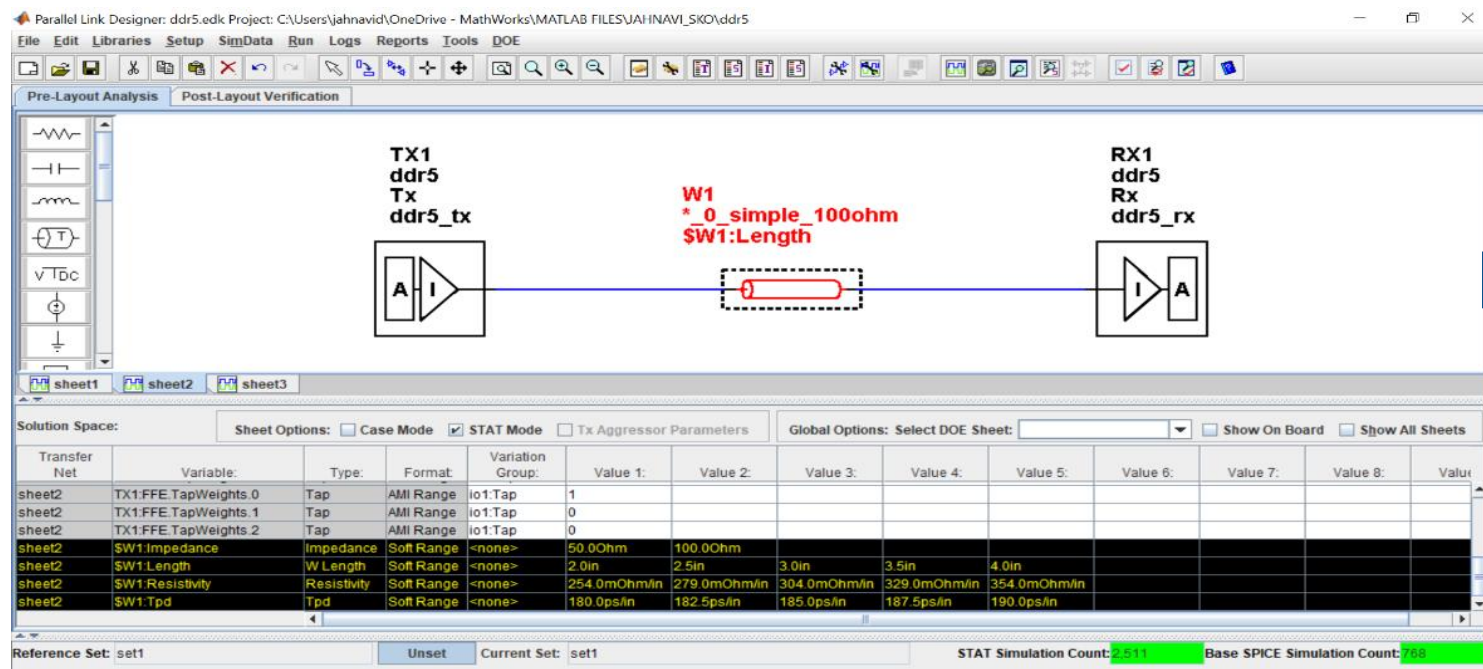 Parallel Link Designer: ddr5.edk Project: C:\Users\jahnavid\OneDrive - MathWorks\MATLAB FILES\JAHNAVI_SKO\ddr5
File Edit Libraries Setup SimData Run Logs Reports Tools DOE
Pre-Layout Analysis Post-Layout Verification
TX1
ddr5
Tx
ddr5_tx
A I
W1
*_0_simple_100ohm
$W1:Length
RX1
ddr5
Rx
ddr5_rx
I A
T
V DC
sheet1 sheet2 sheet3
Solution Space: Sheet Options: Case Mode STAT Mode Tx Aggressor Parameters Global Options: Select DOE Sheet: Show On Board Show All Sheets
Transfer Net Variable: Type: Format: Variation Group: Value 1: Value 2: Value 3: Value 4: Value 5: Value 6: Value 7: Value 8: Valu
sheet2 TX1:FFE.TapWeights.0 Tap AMI Range io1:Tap 1
sheet2 TX1:FFE.TapWeights.1 Tap AMI Range io1:Tap 0
sheet2 TX1:FFE.TapWeights.2 Tap AMI Range io1:Tap 0
sheet2 $W1:Impedance Impedance Soft Range <none> 50.0Ohm 100.0Ohm
sheet2 $W1:Length W Length Soft Range <none> 2.0in 2.5in 3.0in 3.5in 4.0in
sheet2 $W1:Resistivity Resistivity Soft Range <none> 254.0mOhm/in 279.0mOhm/in 304.0mOhm/in 329.0mOhm/in 354.0mOhm/in
sheet2 $W1:Tpd Tpd Soft Range <none> 180.0ps/in 182.5ps/in 185.0ps/in 187.5ps/in 190.0ps/in
Reference Set: set1 Unset Current Set: set1 STAT Simulation Count: 2,511 Base SPICE Simulation Count: 768